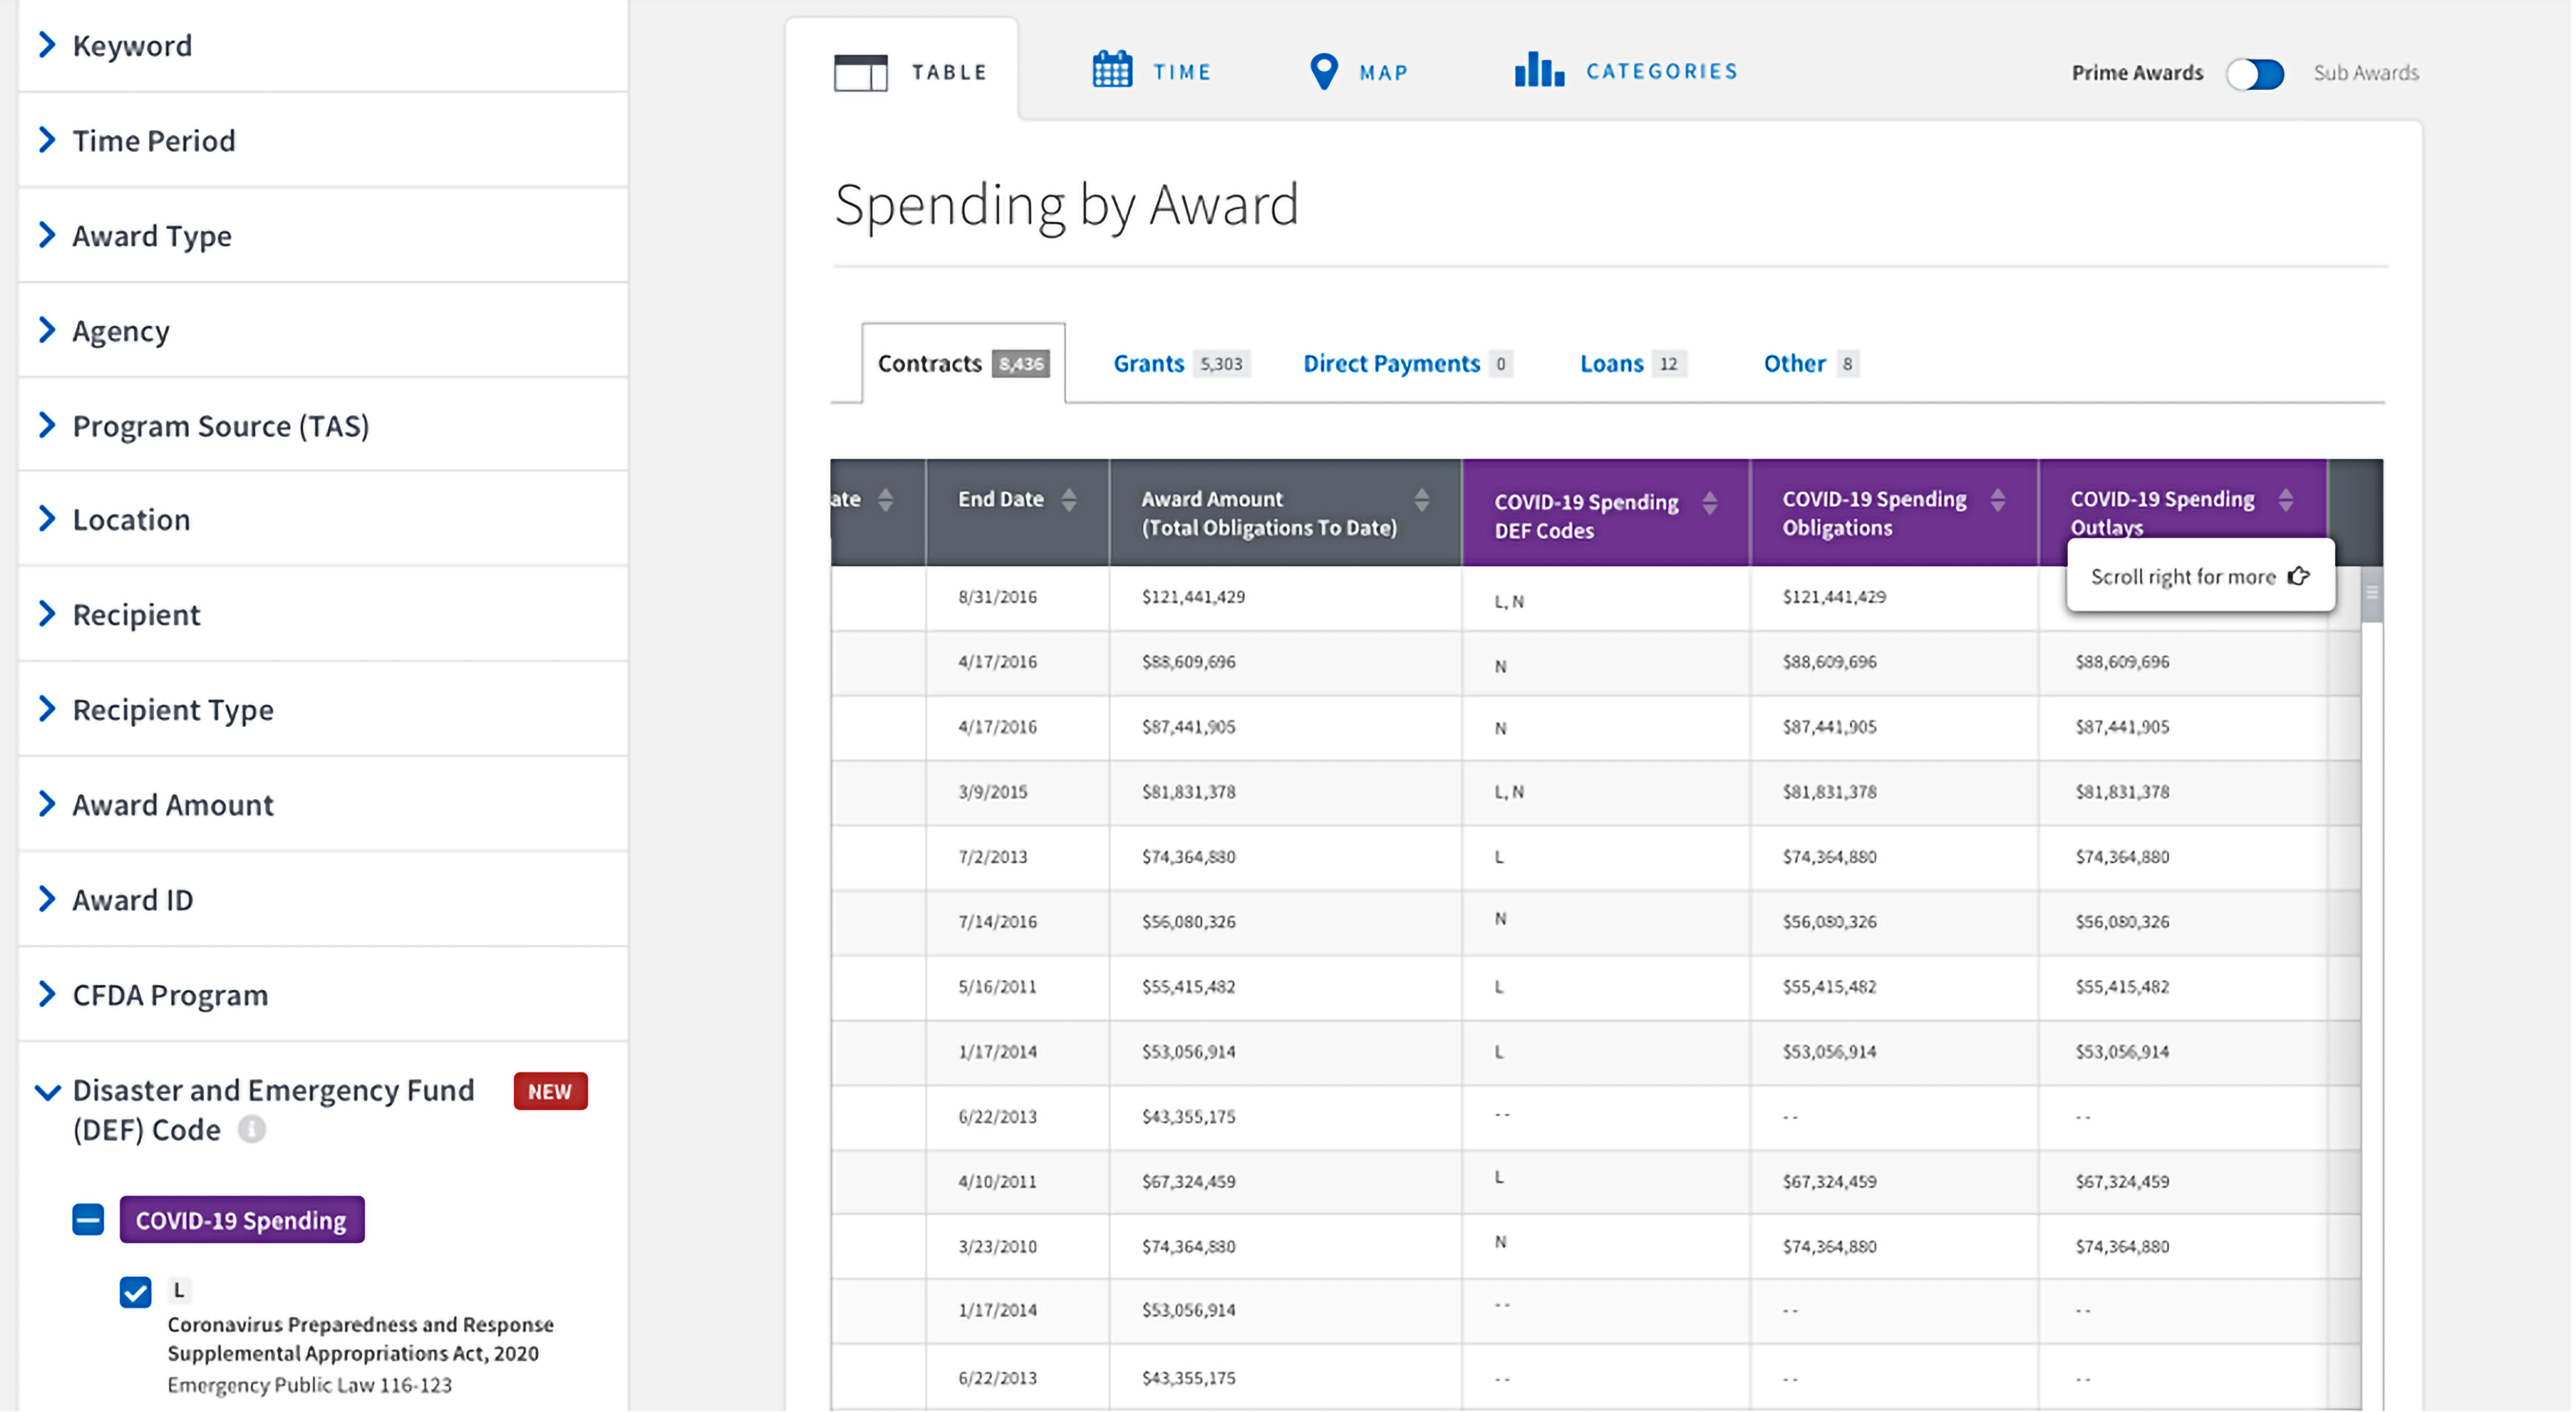 Keyword
Time Period
Award Type
Agency
Program Source (TAS)
Location
Recipient
Recipient Type
Award Amount
Award ID
CFDA Program
Disaster and Emergency Fund
(DEF) Code
NEW
COVID-19 Spending
L
Coronavirus Preparedness and Response
Supplemental Appropriations Act, 2020
Emergency Public Law 116-123
TABLE TIME MAP CATEGORIES Prime Awards Sub Awards
Spending by Award
Contracts 8,436 Grants 5,303 Direct Payments 0 Loans 12 Other 8
ate End Date Award Amount COVID-19 Spending COVID-19 Spending COVID-19 Spending
(Total Obligations To Date) DEF Codes Obligations Outlays
Scroll right for more
8/31/2016 $121,441,429 L, N $121,441,429
4/17/2016 $88,609,696 N $88,609,696 $88,609,696
4/17/2016 $87,441,905 N $87,441,905 $87,441,905
3/9/2015 $81,831,378 L, N $81,831,378 $81,831,378
7/2/2013 $74,364,880 L $74,364,880 $74,364,880
7/14/2016 $56,080,326 N $56,080,326 $56,080,326
5/16/2011 $55,415,482 L $55,415,482 $55,415,482
1/17/2014 $53,056,914 L $53,056,914 $53,056,914
6/22/2013 $43,355,175 -- -- --
4/10/2011 $67,324,459 L $67,324,459 $67,324,459
3/23/2010 $74,364,880 N $74,364,880 $74,364,880
1/17/2014 $53,056,914 -- -- --
6/22/2013 $43,355,175 -- -- --